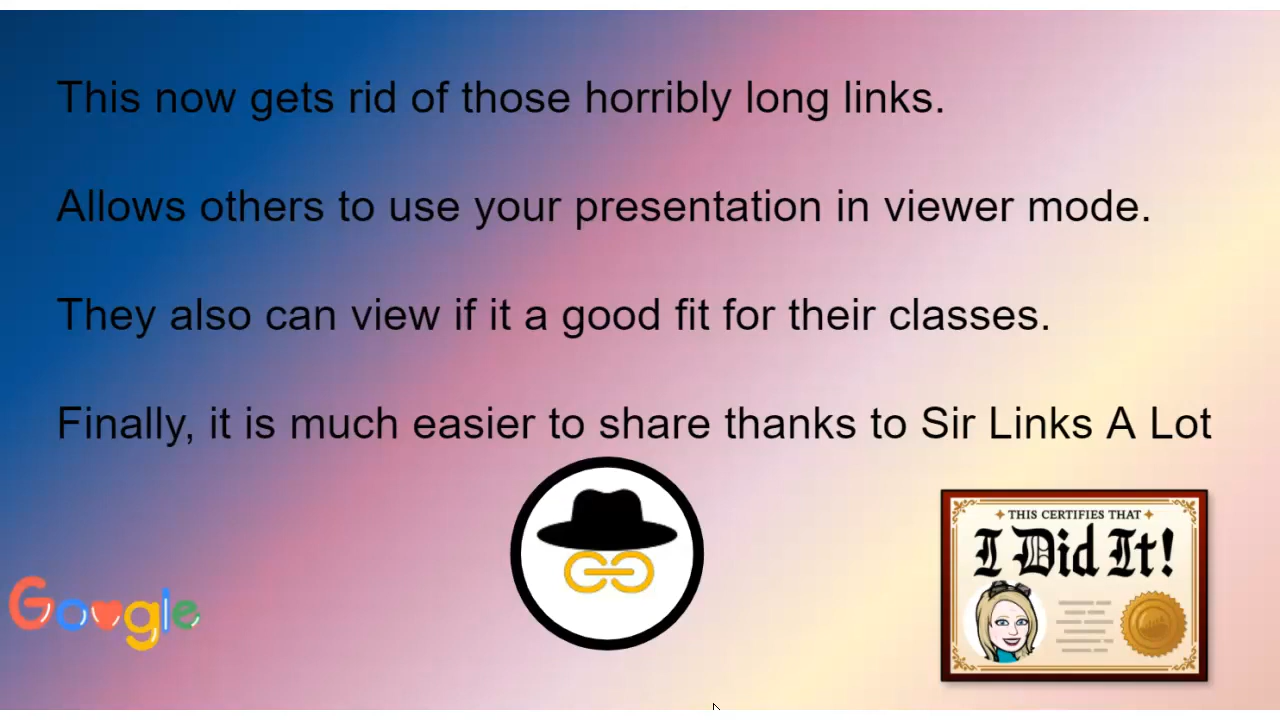 This now gets rid of those horribly long links.
Allows others to use your presentation in viewer mode.
They also can view if it a good fit for their classes.
Finally, it is much easier to share thanks to Sir Links A Lot
THIS CERTIFIES THAT
I Did It!
Google